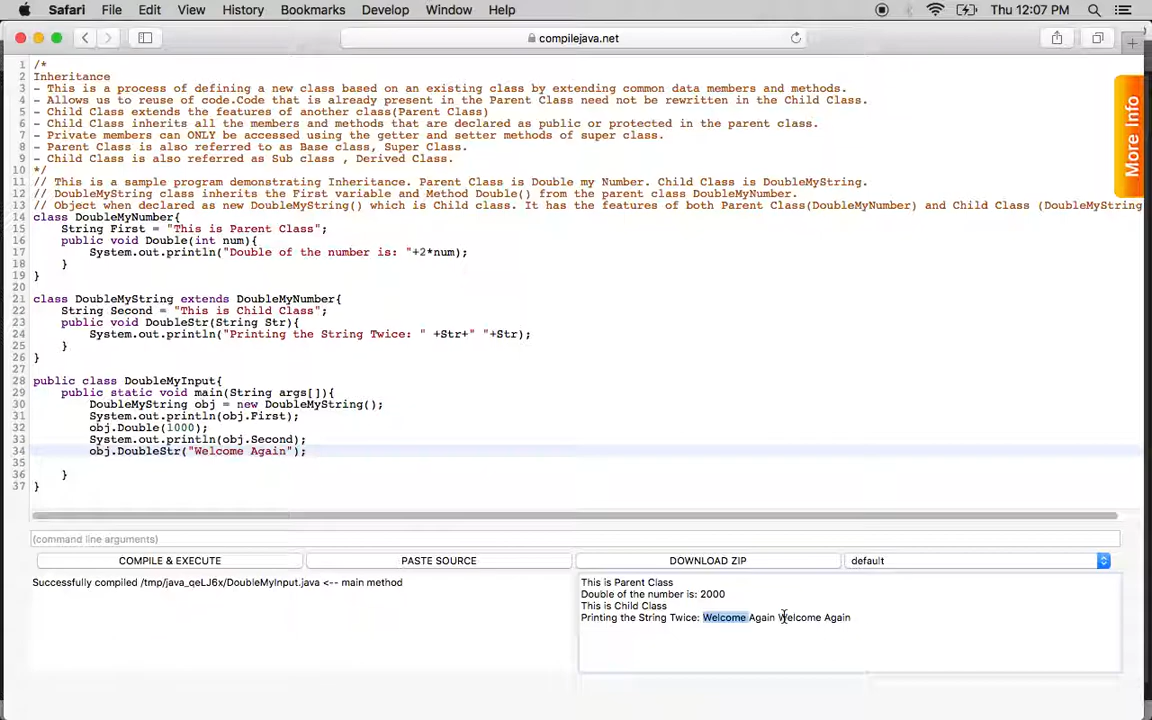 Safari File Edit View History Bookmarks Develop Window Help Thu 12:07 PM
compilejava.net
1 /*
2 Inheritance
3 - This is a process of defining a new class based on an existing class by extending common data members and methods.
4 - Allows us to reuse of code.Code that is already present in the Parent Class need not be rewritten in the Child Class.
5 - Child Class extends the features of another class(Parent Class)
6 - Child Class inherits all the members and methods that are declared as public or protected in the parent class.
7 - Private members can ONLY be accessed using the getter and setter methods of super class.
8 - Parent Class is also referred to as Base class, Super Class.
9 - Child Class is also referred as Sub class , Derived Class.
10 */
11 // This is a sample program demonstrating Inheritance. Parent Class is Double my Number. Child Class is DoubleMyString.
12 // DoubleMyString class inherits the First variable and Method Double() from the parent class DoubleMyNumber.
13 // Object when declared as new DoubleMyString() which is Child class. It has the features of both Parent Class(DoubleMyNumber) and Child Class (DoubleMyString
14 class DoubleMyNumber{
15 String First = "This is Parent Class";
16 public void Double(int num){
17 System.out.println("Double of the number is: "+2*num);
18 }
19 }
20
21 class DoubleMyString extends DoubleMyNumber{
22 String Second = "This is Child Class";
23 public void DoubleStr(String Str){
24 System.out.println("Printing the String Twice: " +Str+" "+Str);
25 }
26 }
27
28 public class DoubleMyInput{
29 public static void main(String args[]){
30 DoubleMyString obj = new DoubleMyString();
31 System.out.println(obj.First);
32 obj.Double(1000);
33 System.out.println(obj.Second);
34 obj.DoubleStr("Welcome Again");
35
36 }
37 }
More Info
(command line arguments)
COMPILE & EXECUTE PASTE SOURCE DOWNLOAD ZIP default
Successfully compiled /tmp/java_qeLJ6x/DoubleMyInput.java <-- main method
This is Parent Class
Double of the number is: 2000
This is Child Class
Printing the String Twice: Welcome Again Welcome Again